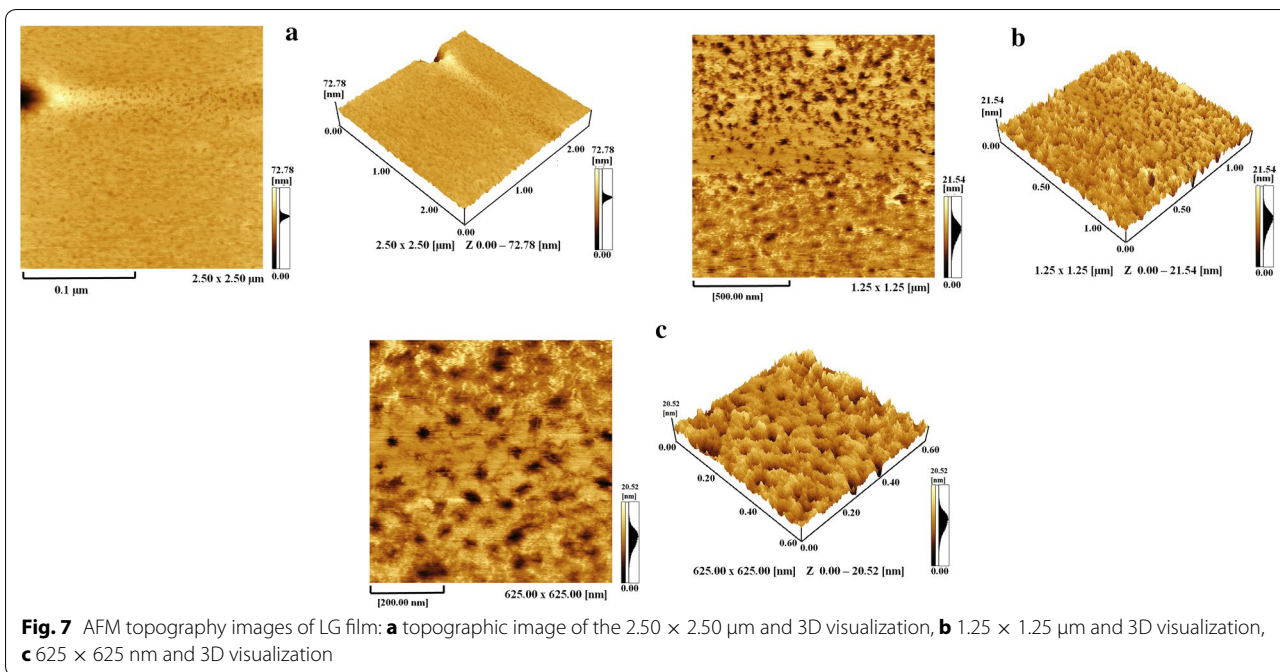 a
72.78
[nm]
0.00
0.1 µm
2.50 x 2.50 µm
72.78
[nm]
0.00
1.00
2.00
0.00
1.00
2.00
72.78
[nm]
0.00
2.50 x 2.50 [µm] Z 0.00 – 72.78 [nm]
b
21.54
[nm]
0.00
[500.00 nm]
1.25 x 1.25 [µm]
21.54
[nm]
0.00
0.50
1.00
0.00
0.50
1.00
21.54
[nm]
0.00
1.25 x 1.25 [µm] Z 0.00 – 21.54 [nm]
c
20.52
[nm]
0.00
[200.00 nm]
625.00 x 625.00 [nm]
20.52
[nm]
0.00
0.20
0.40
0.60
0.00
0.20
0.40
0.60
20.52
[nm]
0.00
625.00 x 625.00 [nm] Z 0.00 – 20.52 [nm]
Fig. 7 AFM topography images of LG film: a topographic image of the 2.50 × 2.50 µm and 3D visualization, b 1.25 × 1.25 µm and 3D visualization,
c 625 × 625 nm and 3D visualization